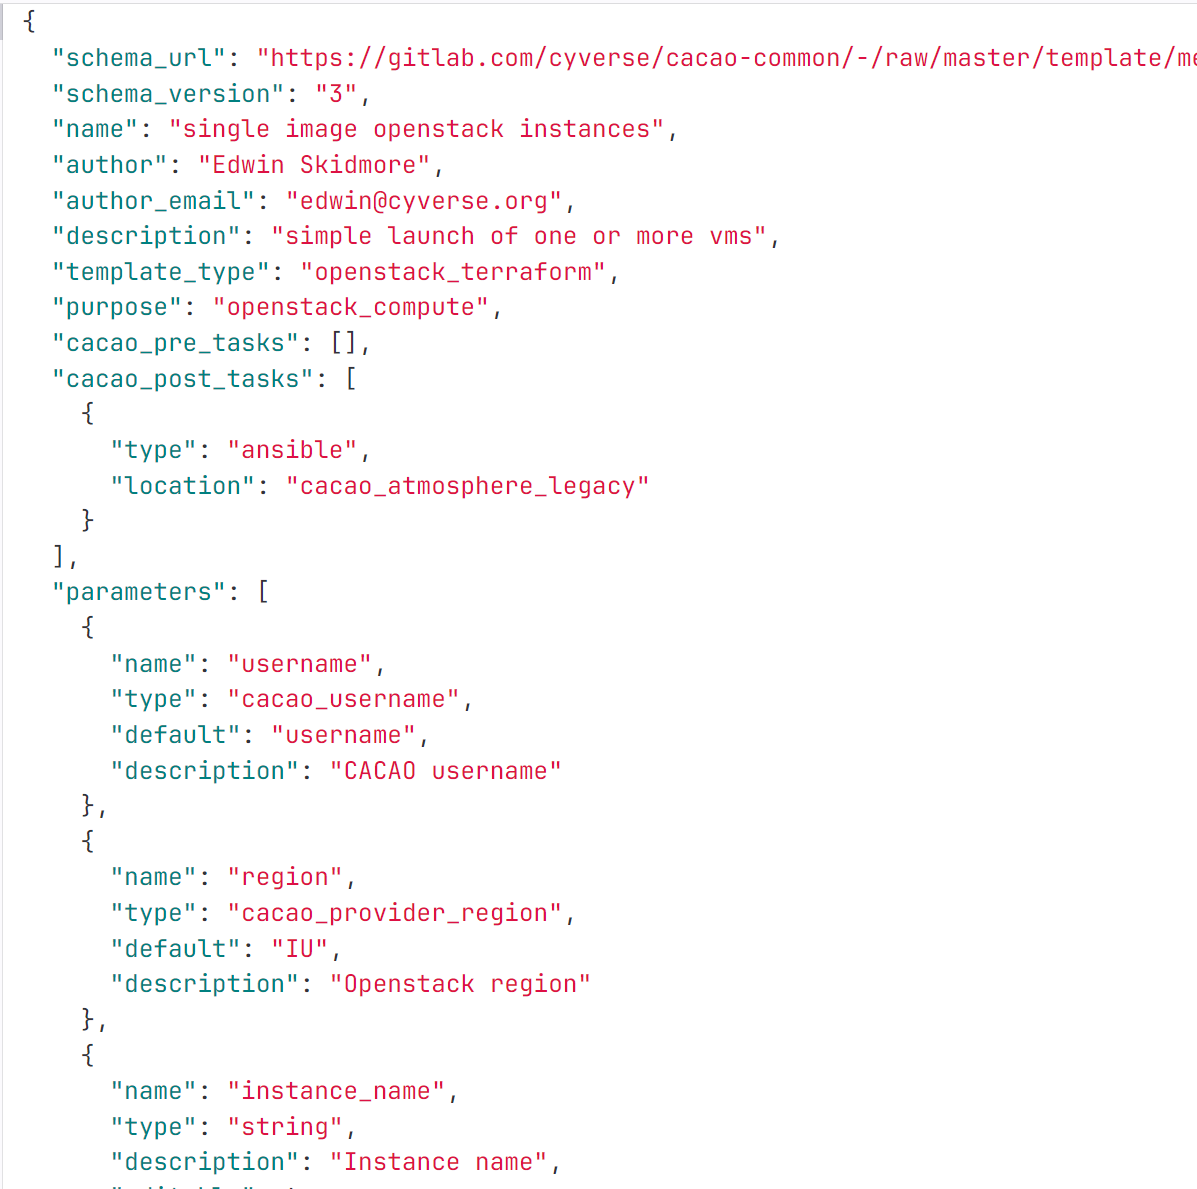 {
"schema_url": "https://gitlab.com/cyverse/cacao-common/-/raw/master/template/me
"schema_version": "3",
"name": "single image openstack instances",
"author": "Edwin Skidmore",
"author_email": "edwin@cyverse.org",
"description": "simple launch of one or more vms",
"template_type": "openstack_terraform",
"purpose": "openstack_compute",
"cacao_pre_tasks": [],
"cacao_post_tasks": [
{
"type": "ansible",
"location": "cacao_atmosphere_legacy"
}
],
"parameters": [
{
"name": "username",
"type": "cacao_username",
"default": "username",
"description": "CACAO username"
},
{
"name": "region",
"type": "cacao_provider_region",
"default": "IU",
"description": "Openstack region"
},
{
"name": "instance_name",
"type": "string",
"description": "Instance name",